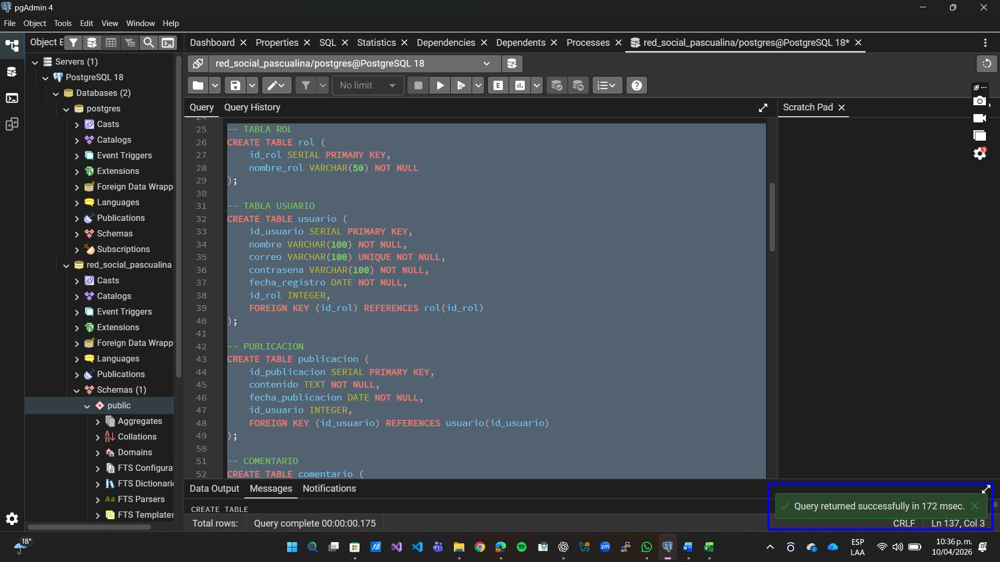 pgAdmin 4
File Object Tools Edit View Window Help
Object E
Dashboard Properties SQL Statistics Dependencies Dependents Processes red_social_pascualina/postgres@PostgreSQL 18*
Servers (1)
PostgreSQL 18
Databases (2)
postgres
Casts
Catalogs
Event Triggers
Extensions
Foreign Data Wrapp
Languages
Publications
Schemas
Subscriptions
red_social_pascualina
Casts
Catalogs
Event Triggers
Extensions
Foreign Data Wrapp
Languages
Publications
Schemas (1)
public
Aggregates
Collations
Domains
FTS Configura
FTS Dictionari
FTS Parsers
FTS Templates
red_social_pascualina/postgres@PostgreSQL 18
No limit
Query Query History
Scratch Pad
24
25 -- TABLA ROL
26 CREATE TABLE rol (
27 id_rol SERIAL PRIMARY KEY,
28 nombre_rol VARCHAR(50) NOT NULL
29 );
30
31 -- TABLA USUARIO
32 CREATE TABLE usuario (
33 id_usuario SERIAL PRIMARY KEY,
34 nombre VARCHAR(100) NOT NULL,
35 correo VARCHAR(100) UNIQUE NOT NULL,
36 contrasena VARCHAR(100) NOT NULL,
37 fecha_registro DATE NOT NULL,
38 id_rol INTEGER,
39 FOREIGN KEY (id_rol) REFERENCES rol(id_rol)
40 );
41
42 -- PUBLICACION
43 CREATE TABLE publicacion (
44 id_publicacion SERIAL PRIMARY KEY,
45 contenido TEXT NOT NULL,
46 fecha_publicacion DATE NOT NULL,
47 id_usuario INTEGER,
48 FOREIGN KEY (id_usuario) REFERENCES usuario(id_usuario)
49 );
50
51 -- COMENTARIO
52 CREATE TABLE comentario (
Data Output Messages Notifications
CREATE TABLE
Query returned successfully in 172 msec.
Total rows: Query complete 00:00:00.175
CRLF Ln 137, Col 3
3
18°
ESP
LAA
10:36 p. m.
10/04/2026